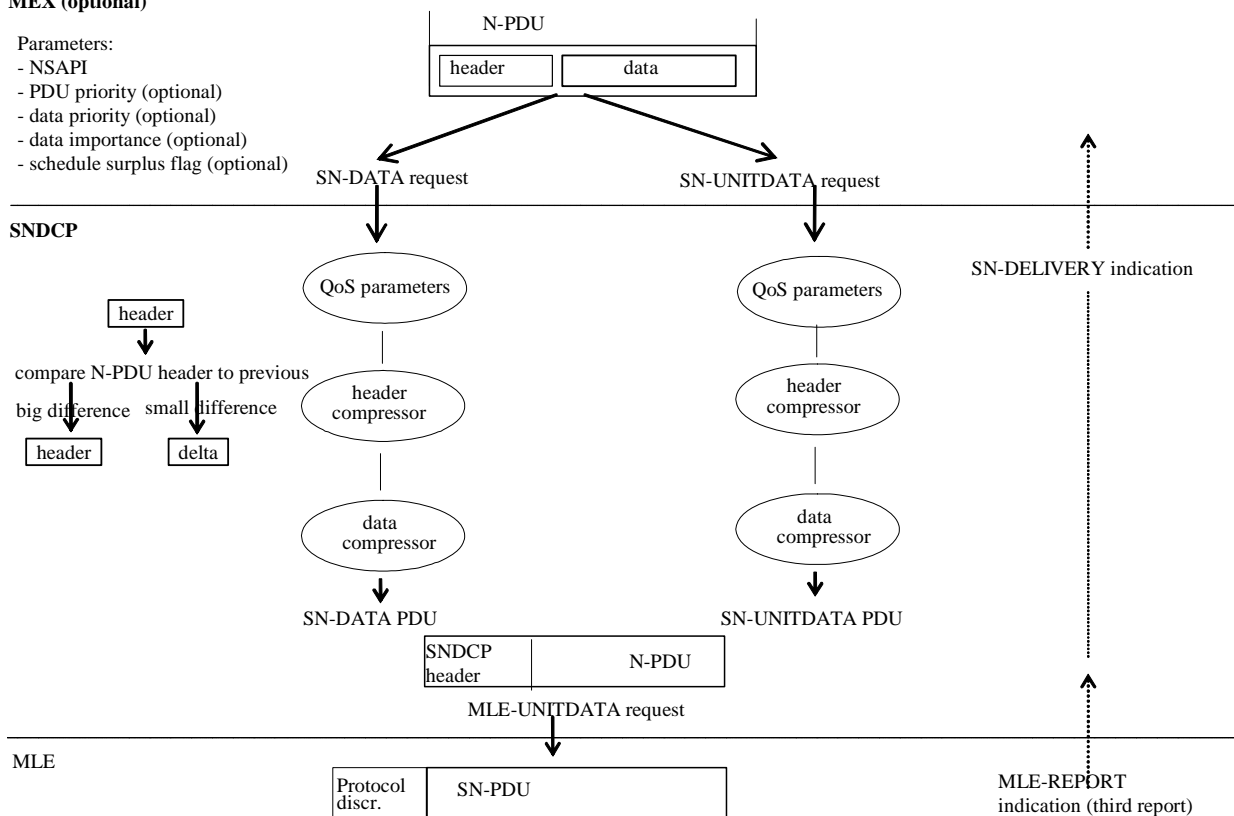 MEX (optional)
N-PDU
Parameters:
- NSAPI
- PDU priority (optional)
- data priority (optional)
- data importance (optional)
- schedule surplus flag (optional)
header
data
SN-DATA request
SN-UNITDATA request
SNDCP
QoS parameters
QoS parameters
SN-DELIVERY indication
header
compare N-PDU header to previous
big difference
small difference
header
delta
header
compressor
header
compressor
data
compressor
data
compressor
SN-DATA PDU
SN-UNITDATA PDU
SNDCP
header
N-PDU
MLE-UNITDATA request
MLE
Protocol
discr.
SN-PDU
MLE-REPORT
indication (third report)